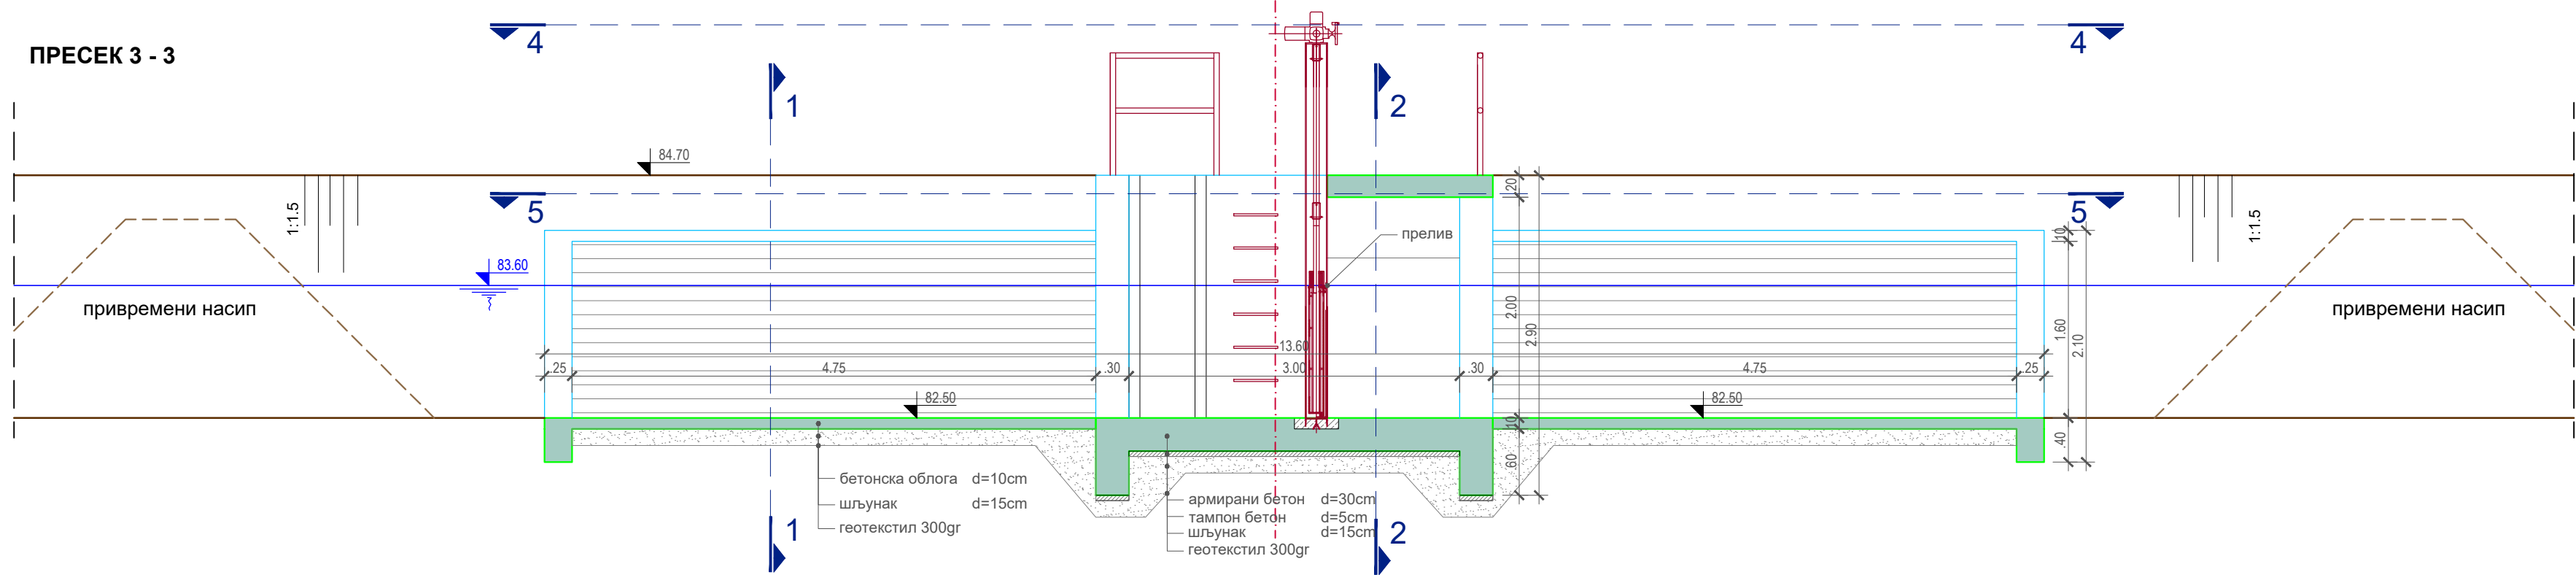 4
4
ПРЕСЕК 3 - 3
1
2
84.70
.20
5
5
1:1.5
1:1.5
прелив
.10
83.60
привремени насип
привремени насип
2.00
2.90
1.60
2.10
13.60
.25
4.75
.30
3.00
.30
4.75
.25
82.50
82.50
.10
.40
.60
бетонска облога d=10cm
шљунак d=15cm
геотекстил 300gr
армирани бетон d=30cm
тампон бетон d=5cm
шљунак d=15cm
геотекстил 300gr
1
2